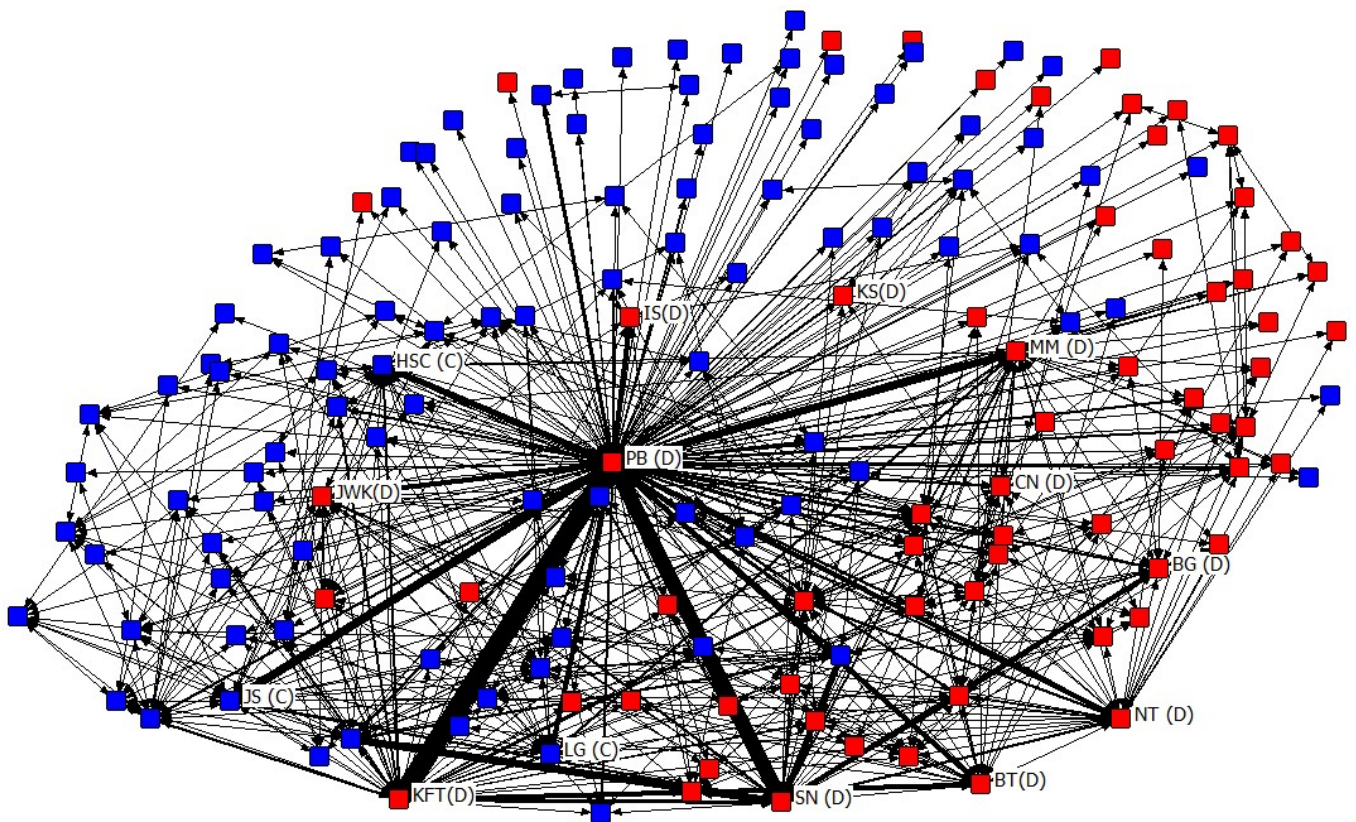 KS(D)
IS(D)
MM (D)
HSC (C)
PB (D)
CN (D)
JWK(D)
BG (D)
JS (C)
NT (D)
LG (C)
BT(D)
KFT(D)
SN (D)